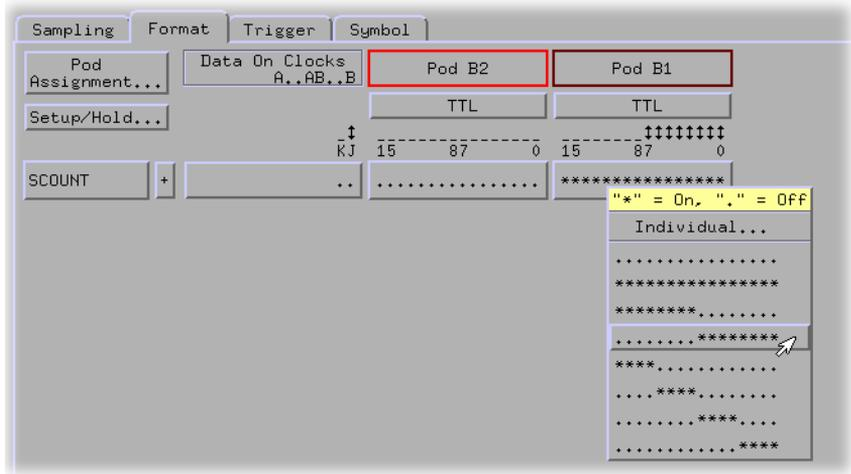 Sampling Format Trigger Symbol
Pod Assignment... Data On Clocks Pod B2 Pod B1
A..AB..B
Setup/Hold... TTL TTL
KJ 15 87 0 15 87 0
SCOUNT + .. ................ ****************
"*" = On, "." = Off
Individual...
................
****************
********........
........********
****............
....****........
........****....
............****